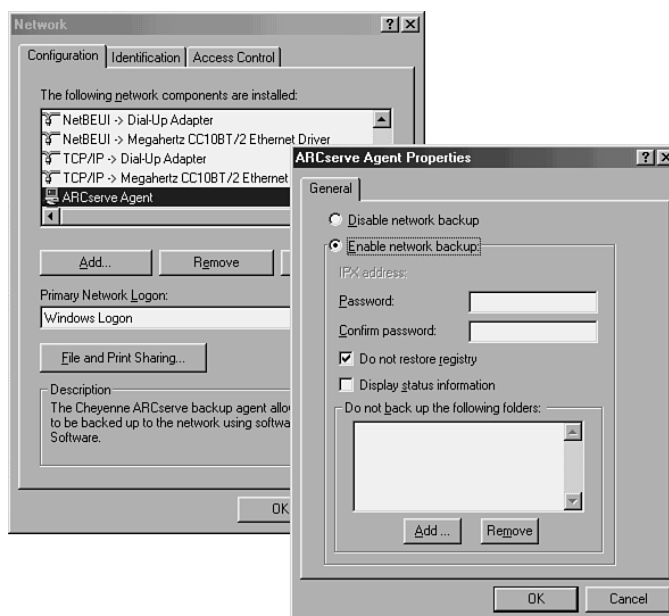 Network
Configuration Identification Access Control
The following network components are installed:
NetBEUI -> Dial-Up Adapter
NetBEUI -> Megahertz CC10BT/2 Ethernet Driver
TCP/IP -> Dial-Up Adapter
TCP/IP -> Megahertz CC10BT/2 Ethernet
ARCserve Agent
Add... Remove
Primary Network Logon:
Windows Logon
File and Print Sharing...
Description
The Cheyenne ARCserve backup agent allo
to be backed up to the network using softwa
Software.
OK
ARCserve Agent Properties
General
Disable network backup
Enable network backup:
IPX address:
Password:
Confirm password:
Do not restore registry
Display status information
Do not back up the following folders:
Add ... Remove
OK Cancel